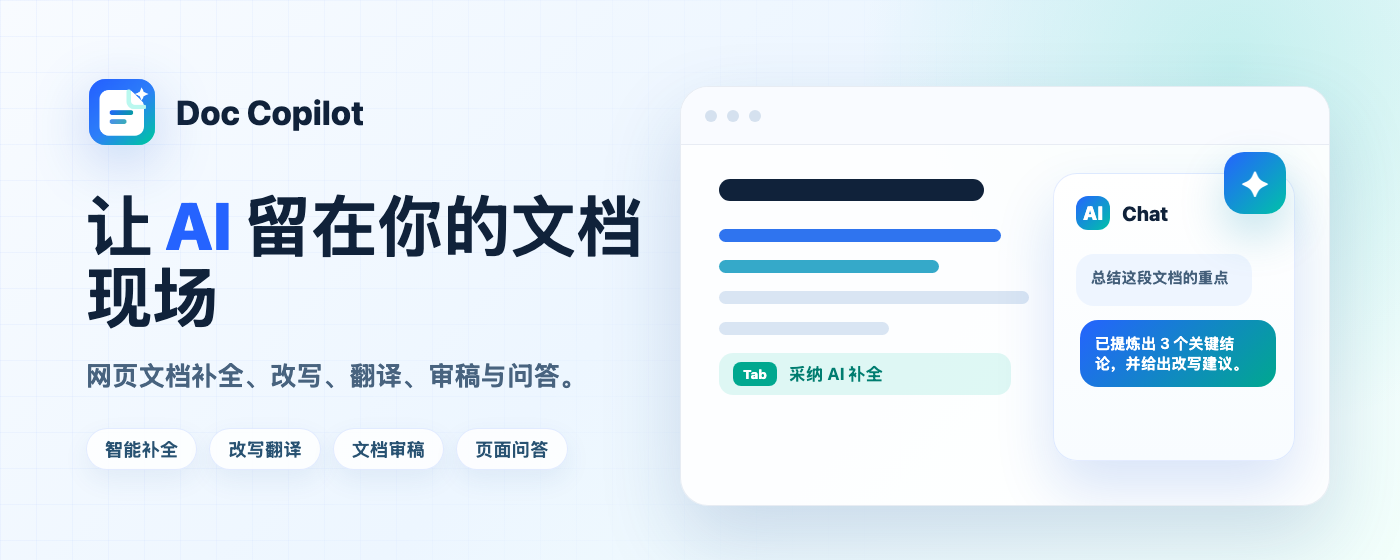 Doc Copilot
让 AI 留在你的文档
现场
网页文档补全、改写、翻译、审稿与问答。
智能补全
改写翻译
文档审稿
页面问答
Tab
采纳 AI 补全
AI
Chat
总结这段文档的重点
已提炼出 3 个关键结
论，并给出改写建议。